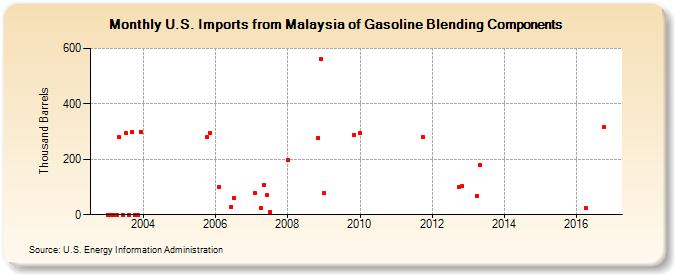 Monthly U.S. Imports from Malaysia of Gasoline Blending Components
Thousand Barrels
600
400
200
0
2004 2006 2008 2010 2012 2014 2016
Source: U.S. Energy Information Administration